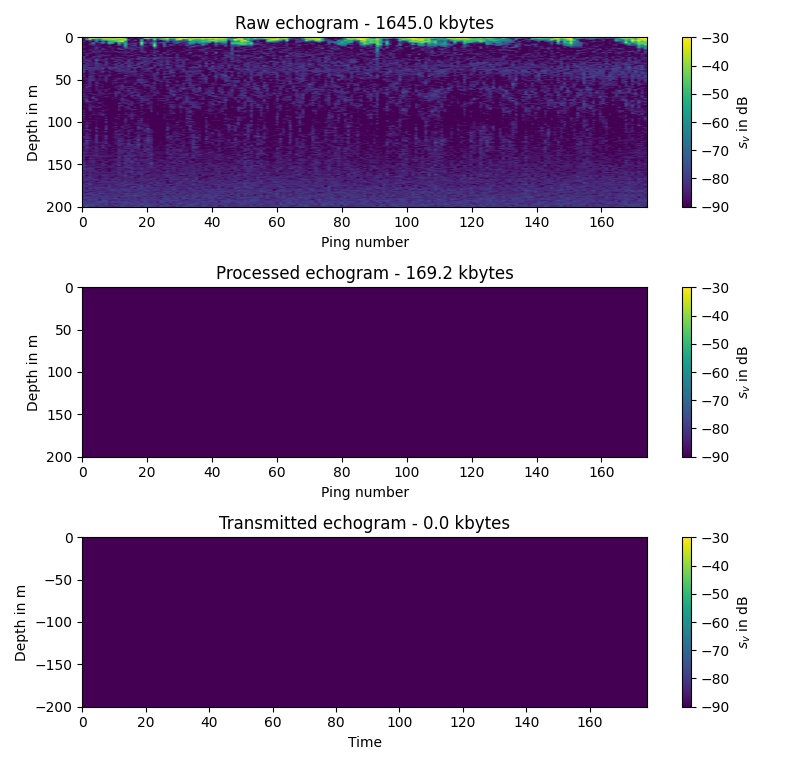 Raw echogram - 1645.0 kbytes
0
50
100
150
200
Depth in m
0 20 40 60 80 100 120 140 160
Ping number
−30
−40
−50
−60
−70
−80
−90
sv in dB
Processed echogram - 169.2 kbytes
0
50
100
150
200
Depth in m
0 20 40 60 80 100 120 140 160
Ping number
−30
−40
−50
−60
−70
−80
−90
sv in dB
Transmitted echogram - 0.0 kbytes
0
−50
−100
−150
−200
Depth in m
0 20 40 60 80 100 120 140 160
Time
−30
−40
−50
−60
−70
−80
−90
sv in dB